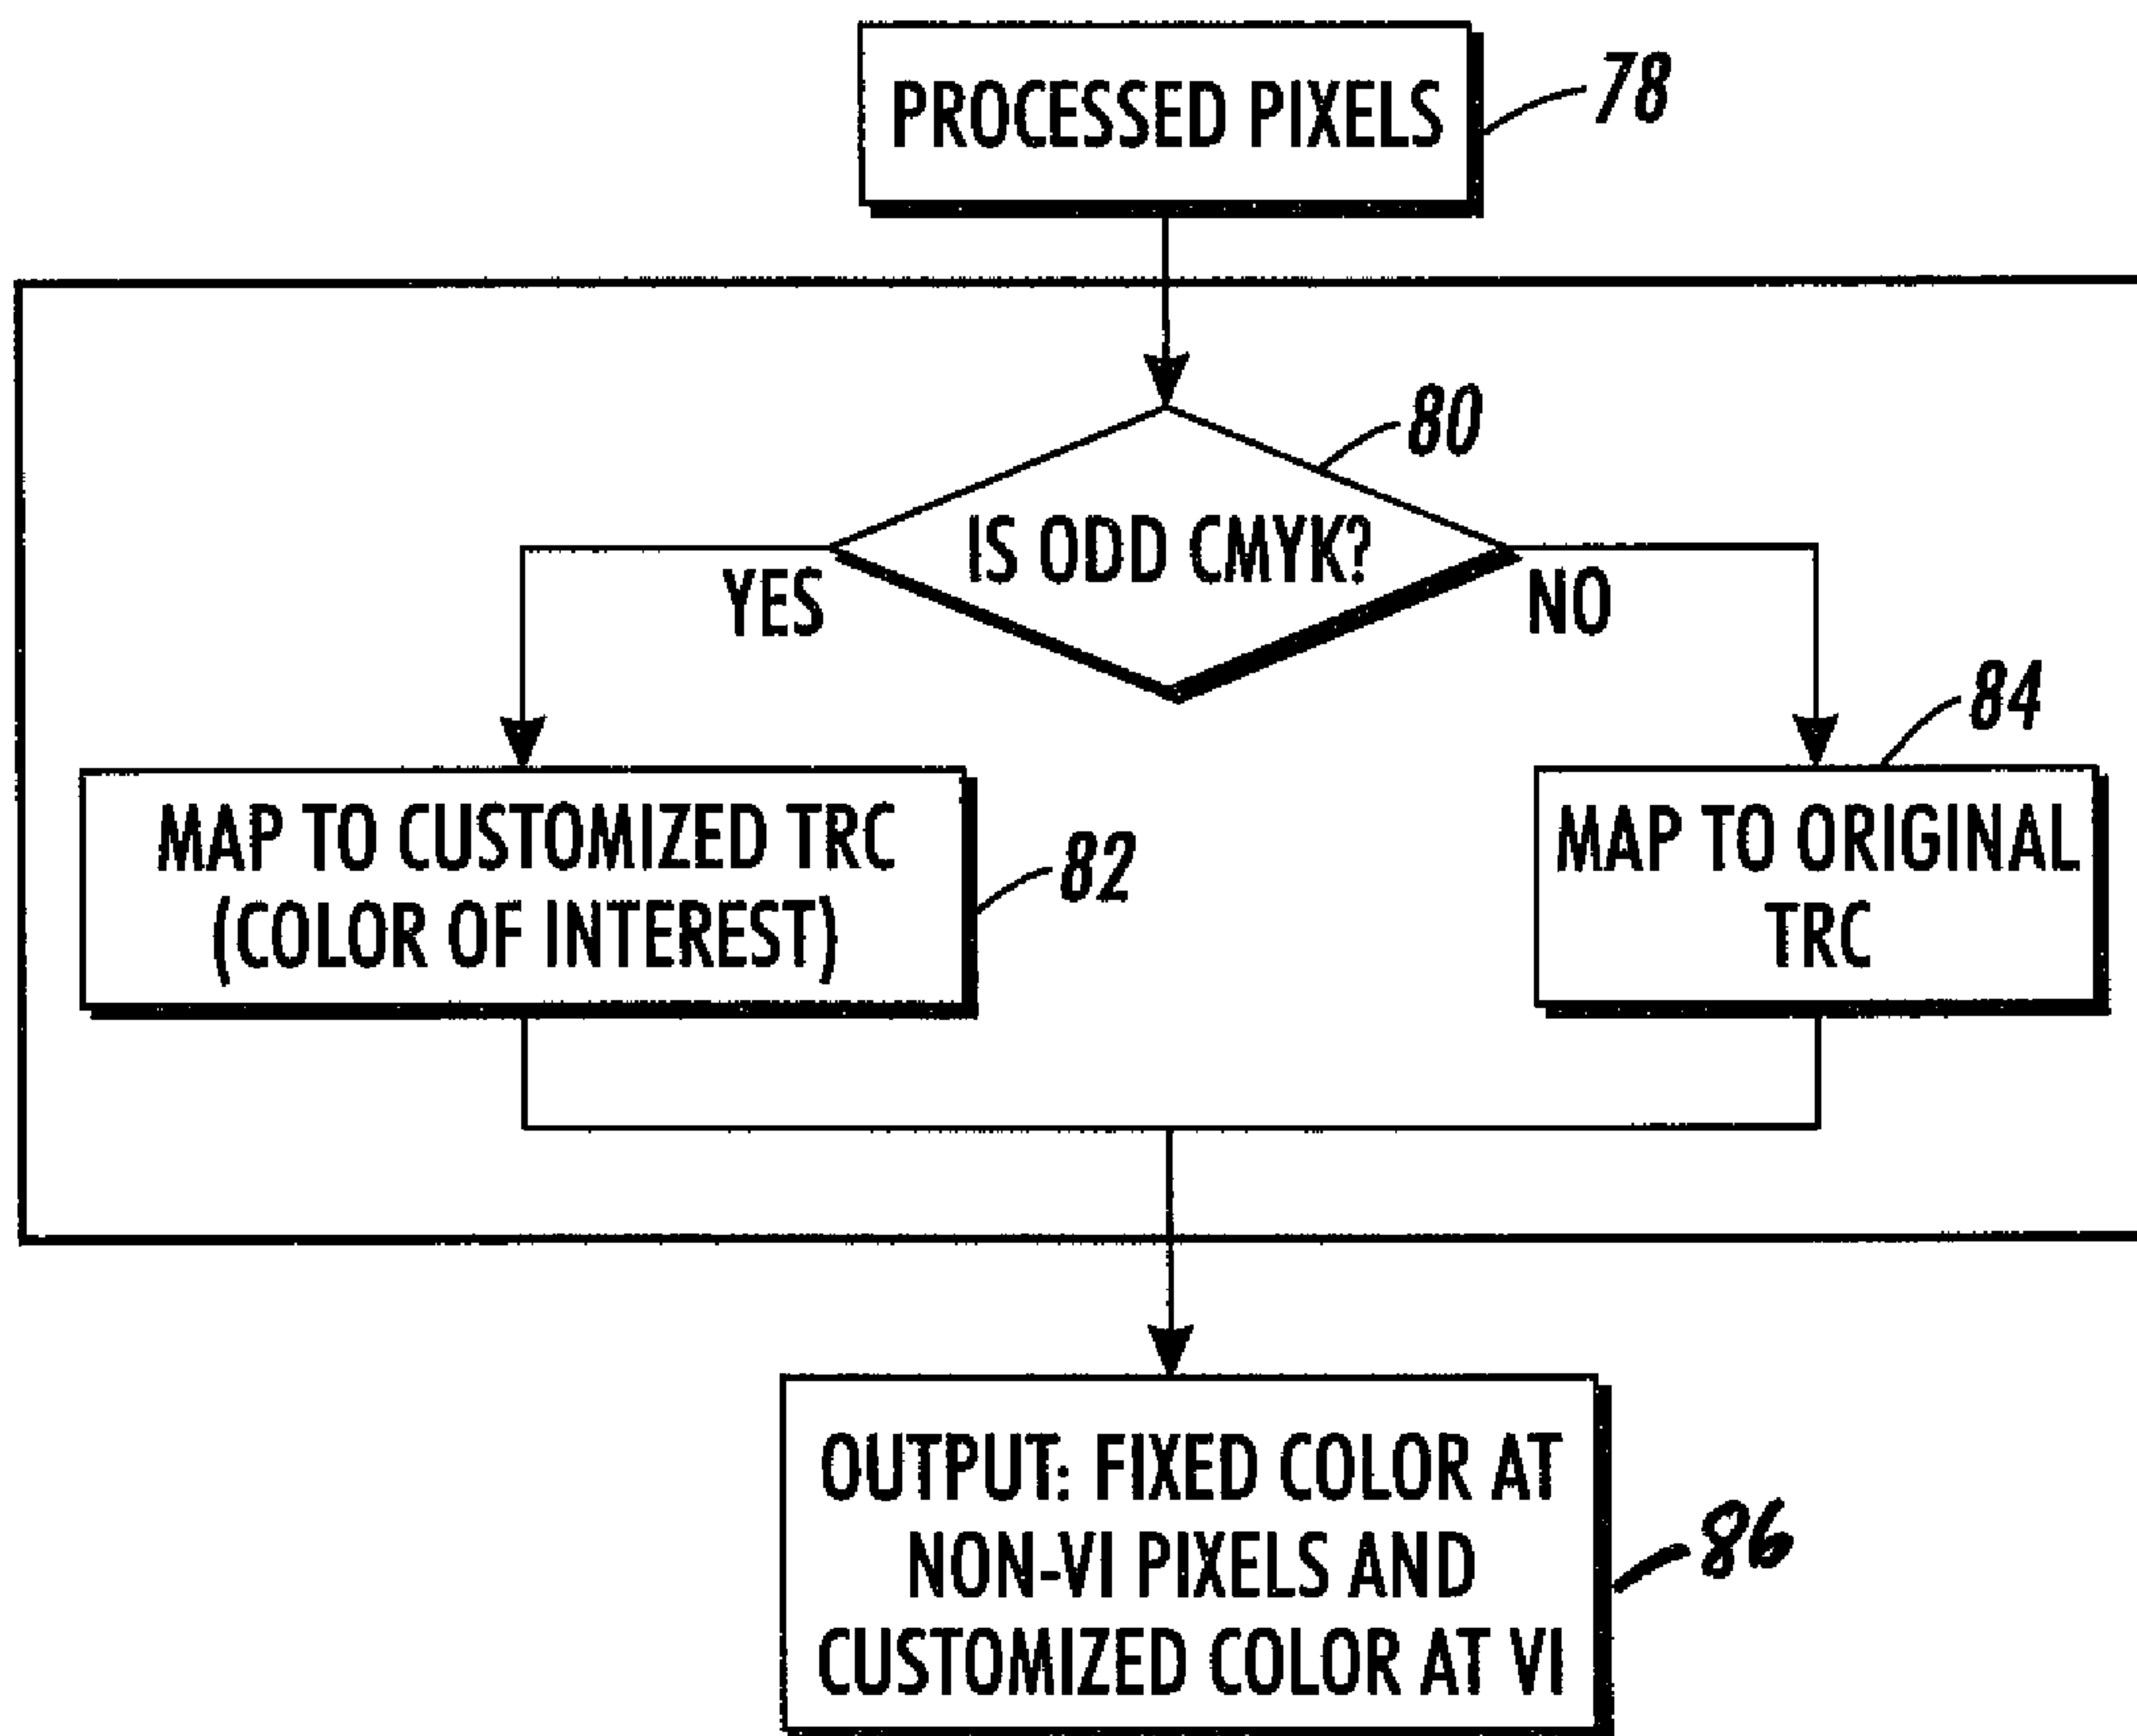 PROCESSED PIXELS
78
80
IS ODD CMYK?
YES
NO
84
MAP TO CUSTOMIZED TRC
(COLOR OF INTEREST)
82
MAP TO ORIGINAL
TRC
OUTPUT: FIXED COLOR AT
NON-VI PIXELS AND
CUSTOMIZED COLOR AT VI
86